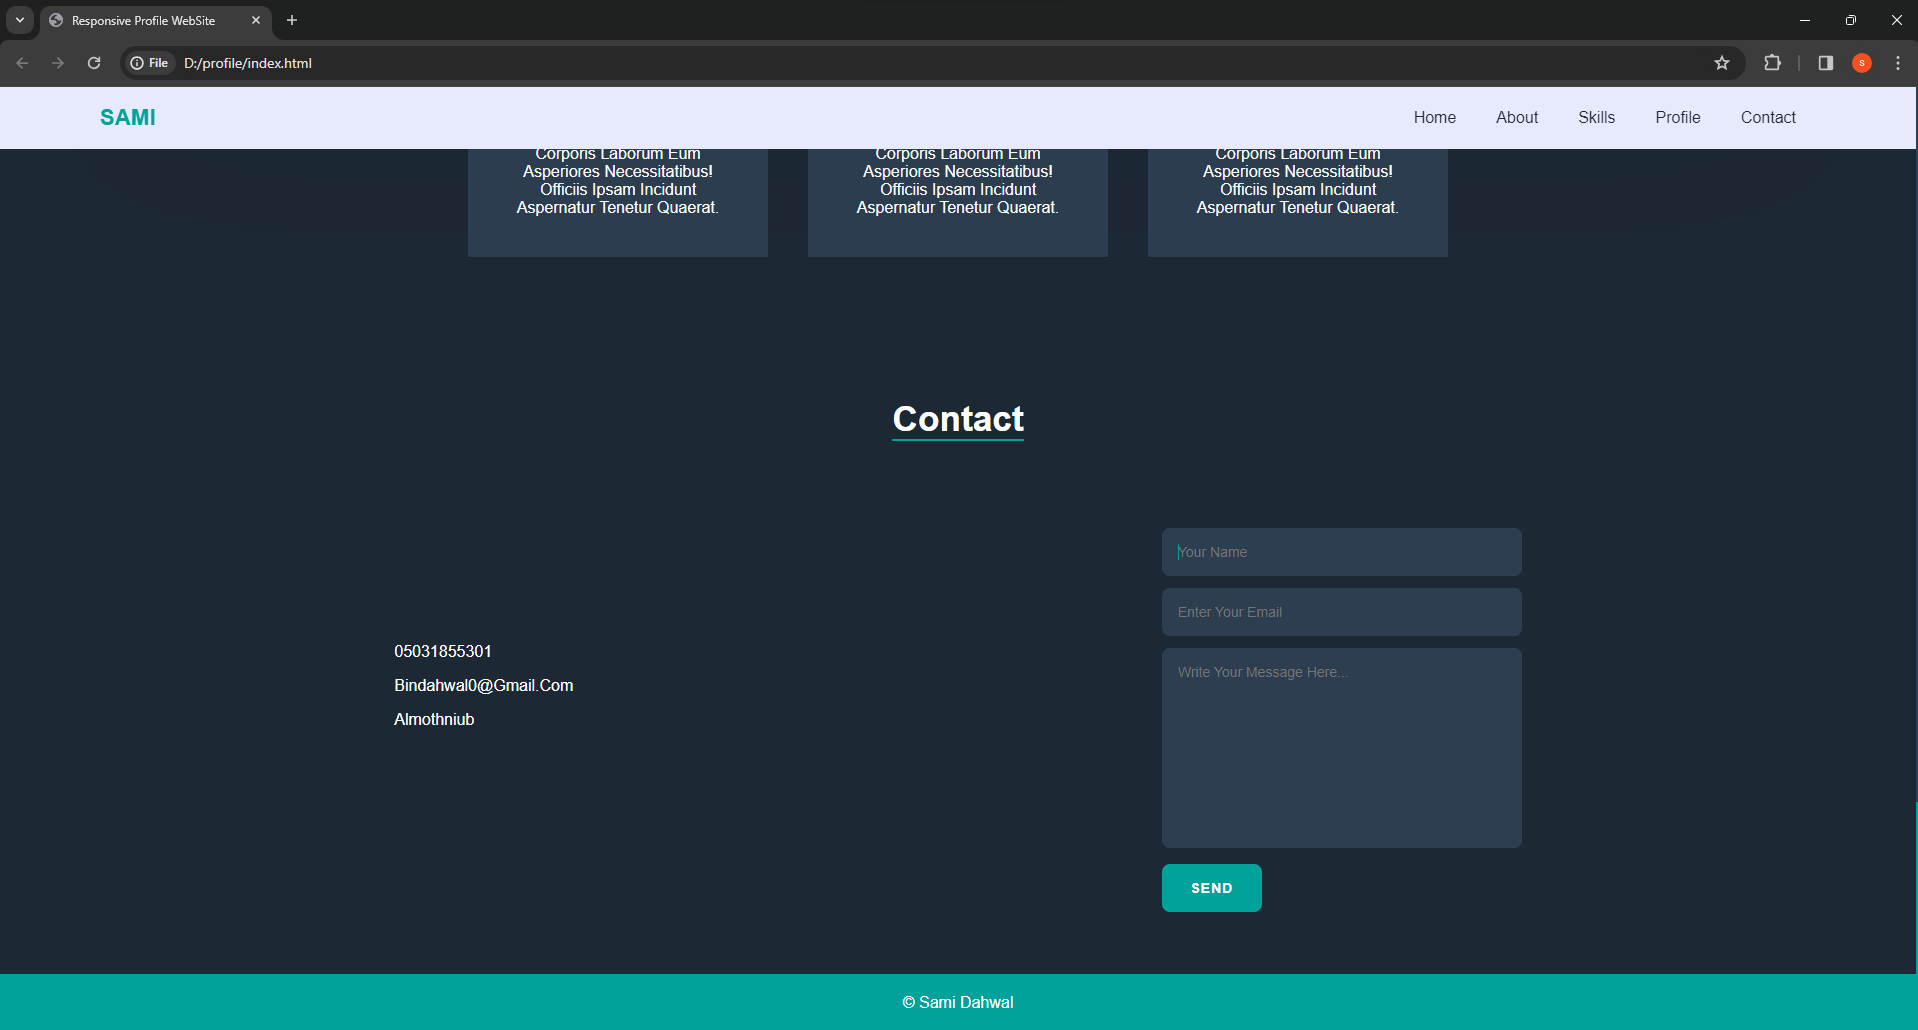 Responsive Profile WebSite
File D:/profile/index.html
S
SAMI Home About Skills Profile Contact
Corporis Laborum Eum
Asperiores Necessitatibus!
Officiis Ipsam Incidunt
Aspernatur Tenetur Quaerat.
Corporis Laborum Eum
Asperiores Necessitatibus!
Officiis Ipsam Incidunt
Aspernatur Tenetur Quaerat.
Corporis Laborum Eum
Asperiores Necessitatibus!
Officiis Ipsam Incidunt
Aspernatur Tenetur Quaerat.
Contact
05031855301
Bindahwal0@Gmail.Com
Almothniub
Your Name
Enter Your Email
Write Your Message Here...
SEND
© Sami Dahwal